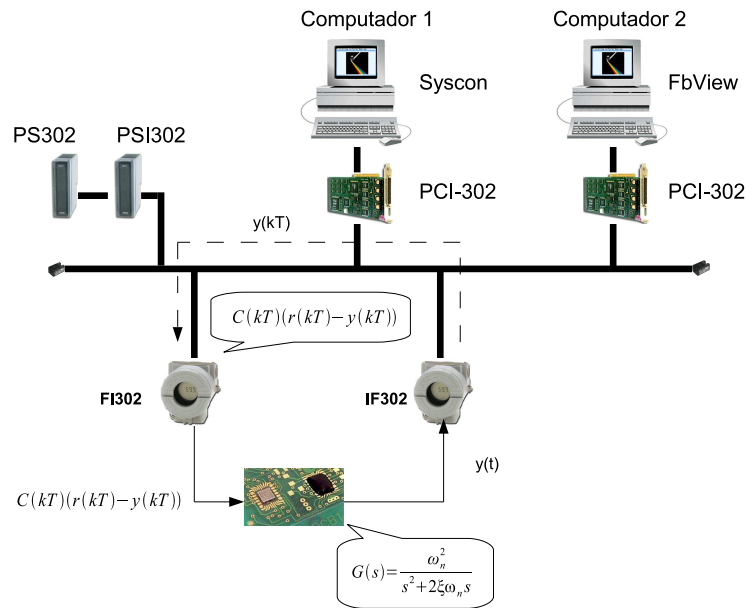 Computador 1
Computador 2
Syscon
FbView
PS302
PSI302
PCI-302
PCI-302
y(kT)
C(kT)(r(kT)−y(kT))
FI302
IF302
y(t)
C(kT)(r(kT)−y(kT))
G(s)=ω_n^2/(s^2+2ξω_n s)